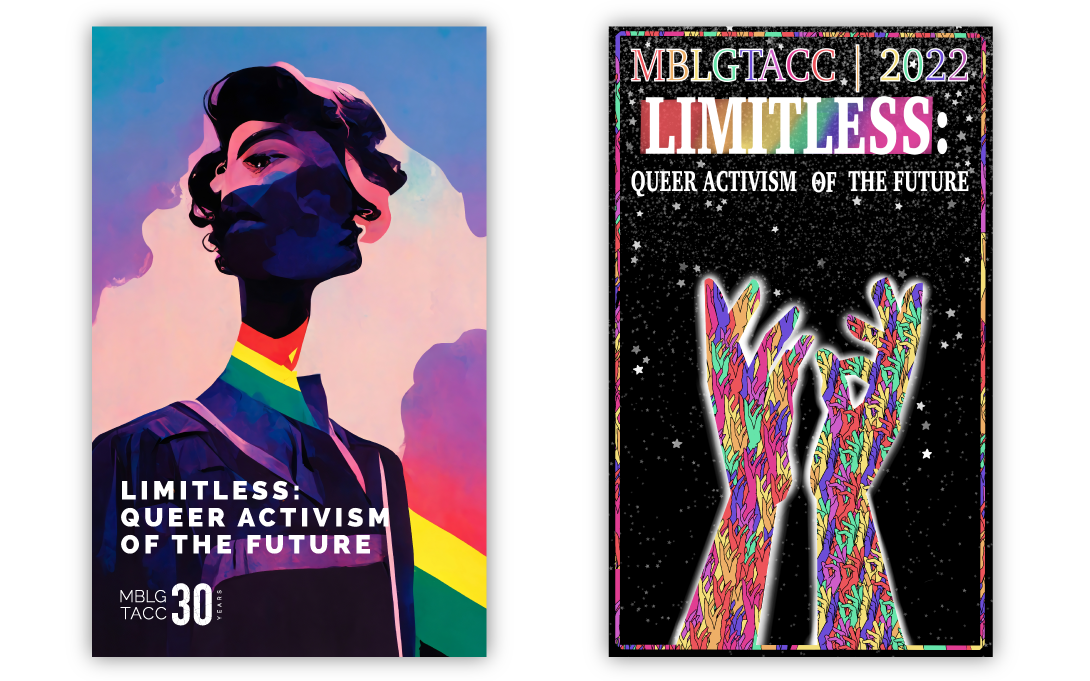 LIMITLESS:
QUEER ACTIVISM
OF THE FUTURE
MBLG
TACC
30
YEARS
MBLGTACC | 2022
LIMITLESS:
QUEER ACTIVISM OF THE FUTURE